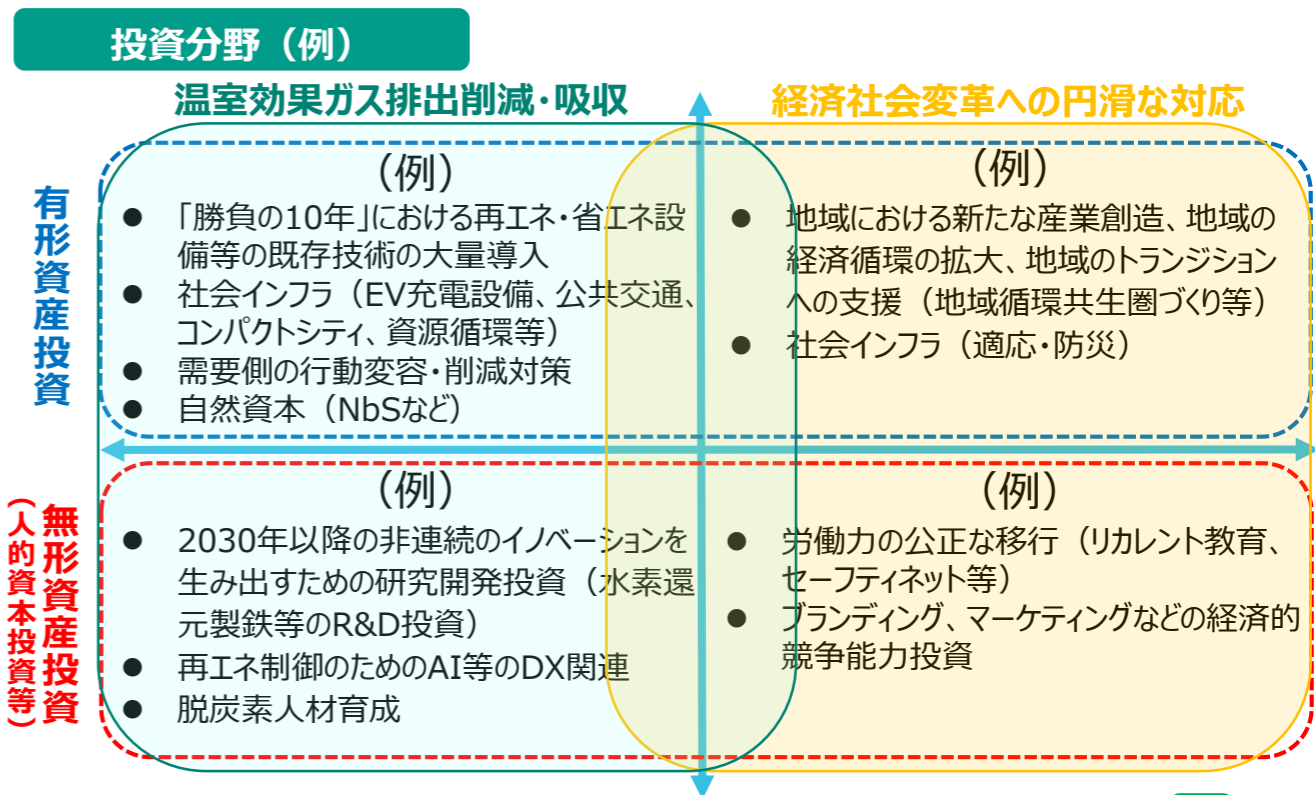 投資分野（例）
温室効果ガス排出削減・吸収
経済社会変革への円滑な対応
有形資産投資
（例）
● 「勝負の10年」における再エネ・省エネ設
備等の既存技術の大量導入
● 社会インフラ（EV充電設備、公共交通、
コンパクトシティ、資源循環等）
● 需要側の行動変容・削減対策
● 自然資本（NbSなど）
（例）
● 地域における新たな産業創造、地域の
経済循環の拡大、地域のトランジション
への支援（地域循環共生圏づくり等）
● 社会インフラ（適応・防災）
無形資産投資
（人的資本投資等）
（例）
● 2030年以降の非連続のイノベーションを
生み出すための研究開発投資（水素還
元製鉄等のR&D投資）
● 再エネ制御のためのAI等のDX関連
● 脱炭素人材育成
（例）
● 労働力の公正な移行（リカレント教育、
セーフティネット等）
● ブランディング、マーケティングなどの経済的
競争能力投資